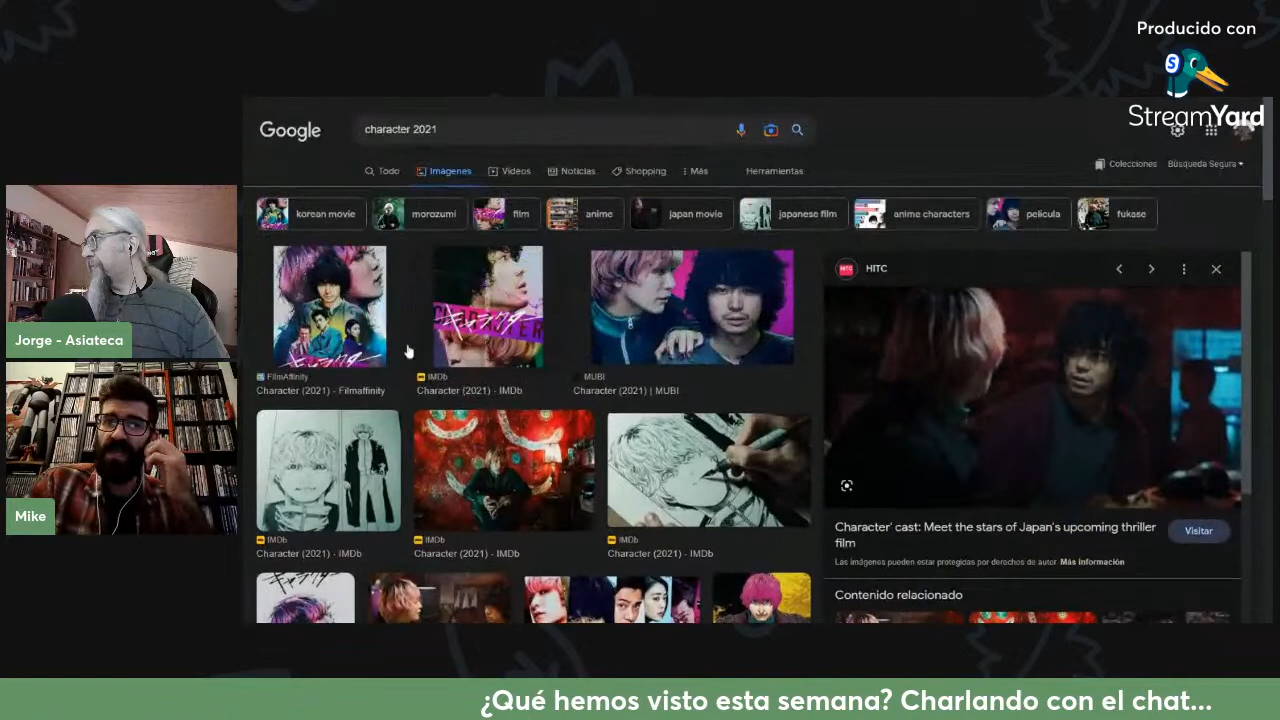 Producido con
StreamYard
Google
character 2021
Todo
Imágenes
Vídeos
Noticias
Shopping
Más
Herramientas
Colecciones
Búsqueda Segura
korean movie
morozumi
film
anime
japan movie
japanese film
anime characters
película
fukase
Jorge - Asiateca
Mike
FilmAffinity
Character (2021) - Filmaffinity
IMDb
Character (2021) - IMDb
MUBI
Character (2021) | MUBI
IMDb
Character (2021) - IMDb
IMDb
Character (2021) - IMDb
IMDb
Character (2021) - IMDb
HITC
HITC
Character' cast: Meet the stars of Japan's upcoming thriller
film
Visitar
Las imágenes pueden estar protegidas por derechos de autor. Más información
Contenido relacionado
¿Qué hemos visto esta semana? Charlando con el chat...